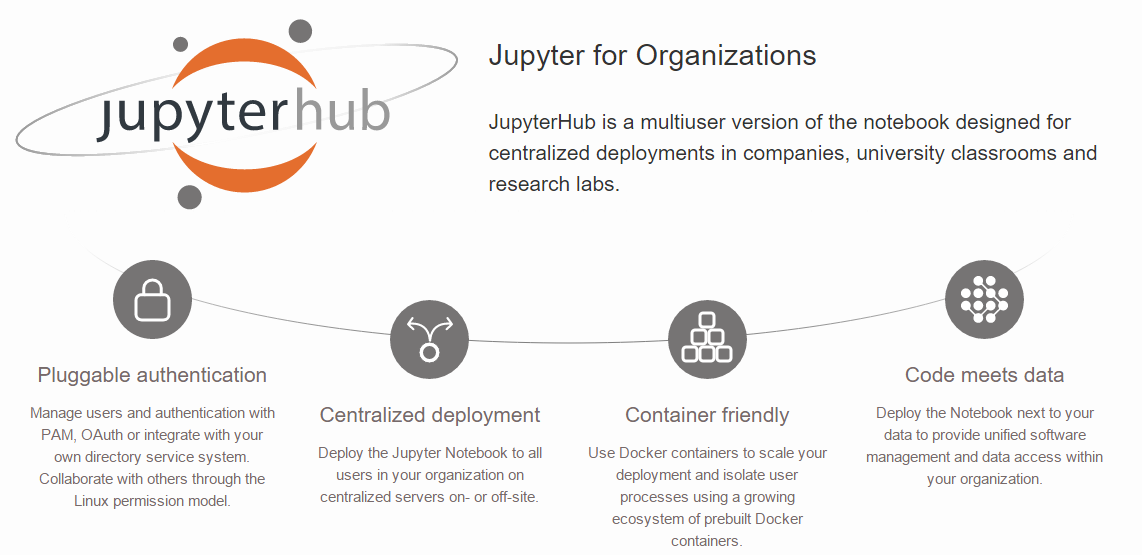 jupyterhub
Jupyter for Organizations
JupyterHub is a multiuser version of the notebook designed for
centralized deployments in companies, university classrooms and
research labs.
Pluggable authentication
Manage users and authentication with
PAM, OAuth or integrate with your
own directory service system.
Collaborate with others through the
Linux permission model.
Centralized deployment
Deploy the Jupyter Notebook to all
users in your organization on
centralized servers on- or off-site.
Container friendly
Use Docker containers to scale your
deployment and isolate user
processes using a growing
ecosystem of prebuilt Docker
containers.
Code meets data
Deploy the Notebook next to your
data to provide unified software
management and data access within
your organization.